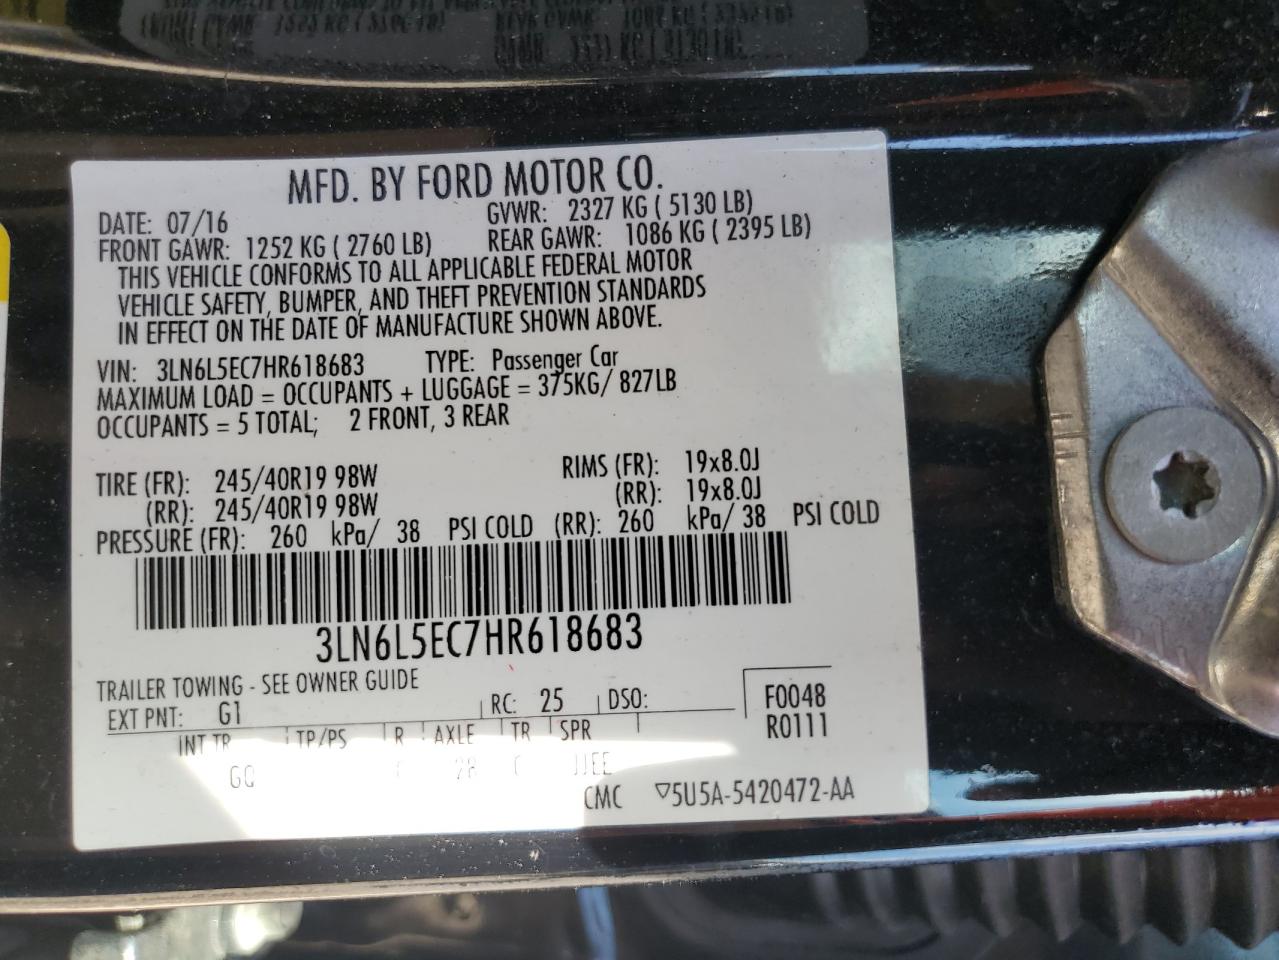 MFD. BY FORD MOTOR CO.
DATE: 07/16 GVWR: 2327 KG ( 5130 LB)
FRONT GAWR: 1252 KG ( 2760 LB) REAR GAWR: 1086 KG ( 2395 LB)
THIS VEHICLE CONFORMS TO ALL APPLICABLE FEDERAL MOTOR
VEHICLE SAFETY, BUMPER, AND THEFT PREVENTION STANDARDS
IN EFFECT ON THE DATE OF MANUFACTURE SHOWN ABOVE.
VIN: 3LN6L5EC7HR618683 TYPE: Passenger Car
MAXIMUM LOAD = OCCUPANTS + LUGGAGE = 375KG/ 827LB
OCCUPANTS = 5 TOTAL; 2 FRONT, 3 REAR
TIRE (FR): 245/40R19 98W RIMS (FR): 19x8.0J
(RR): 245/40R19 98W (RR): 19x8.0J
PRESSURE (FR): 260 kPa/ 38 PSI COLD (RR): 260 kPa/ 38 PSI COLD
3LN6L5EC7HR618683
TRAILER TOWING - SEE OWNER GUIDE
EXT PNT: G1 RC: 25 DSO: F0048
R0111
INT TR TP/PS R AXLE TR SPR
GQ 28 JJEE
CMC ▽5U5A-5420472-AA